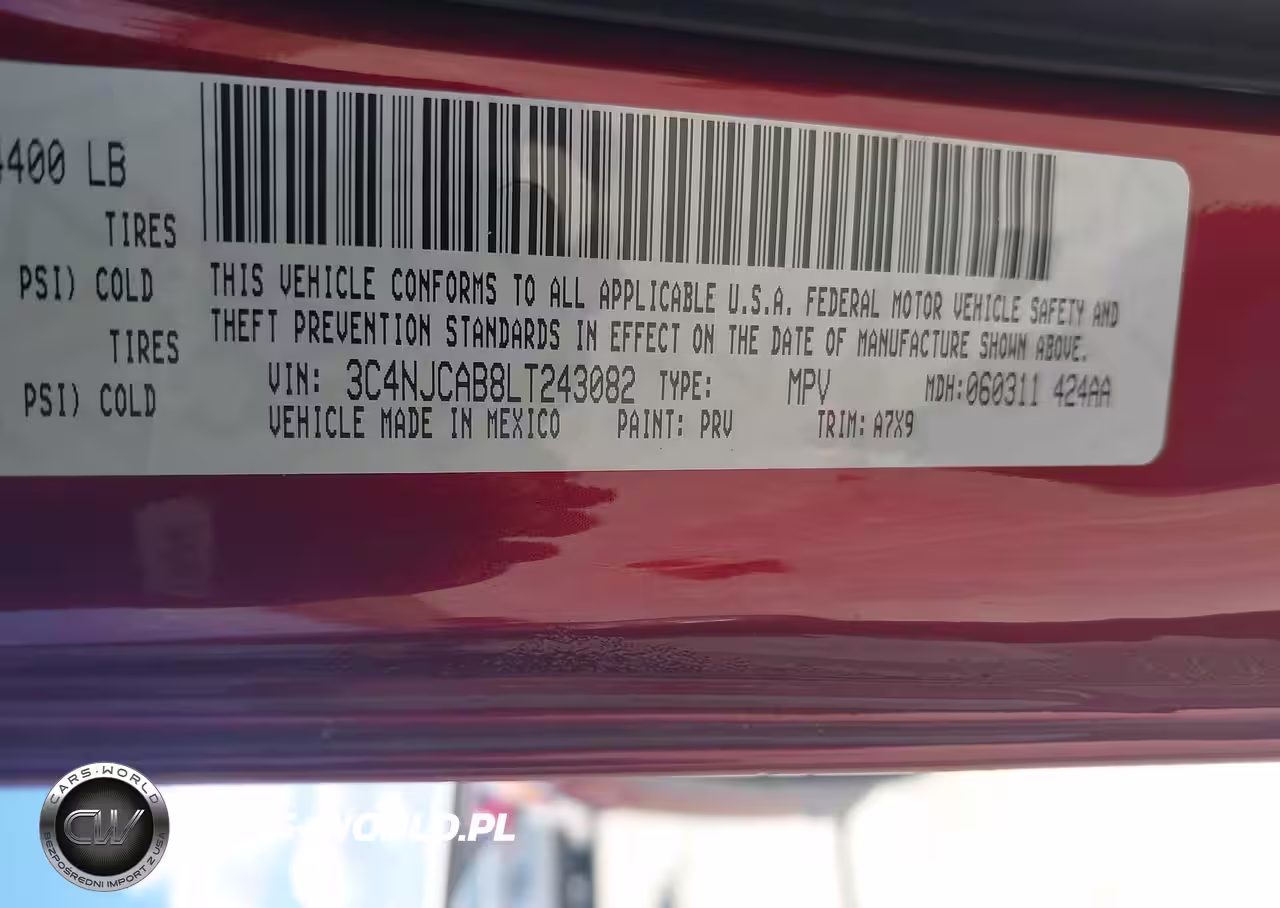 400 LB
TIRES
PSI) COLD
TIRES
PSI) COLD
THIS VEHICLE CONFORMS TO ALL APPLICABLE U.S.A. FEDERAL MOTOR VEHICLE SAFETY AND
THEFT PREVENTION STANDARDS IN EFFECT ON THE DATE OF MANUFACTURE SHOWN ABOVE.
VIN: 3C4NJCAB8LT243082 TYPE: MPV MDH:060311 424AA
VEHICLE MADE IN MEXICO PAINT: PRV TRIM: A7X9
CARS-WORLD
CW
BEZPOŚREDNI IMPORT Z USA
-WORLD.PL